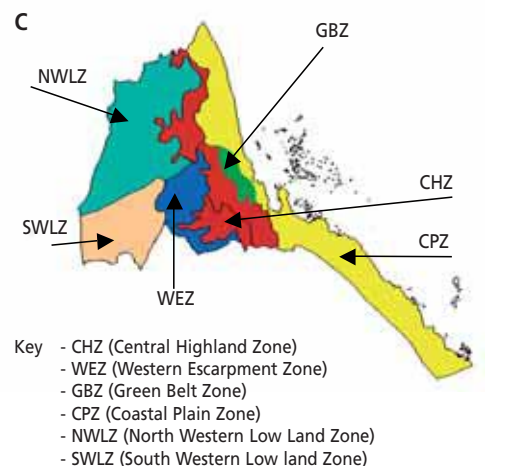 C
GBZ
NWLZ
CHZ
SWLZ
CPZ
WEZ
Key - CHZ (Central Highland Zone)
- WEZ (Western Escarpment Zone)
- GBZ (Green Belt Zone)
- CPZ (Coastal Plain Zone)
- NWLZ (North Western Low Land Zone)
- SWLZ (South Western Low land Zone)